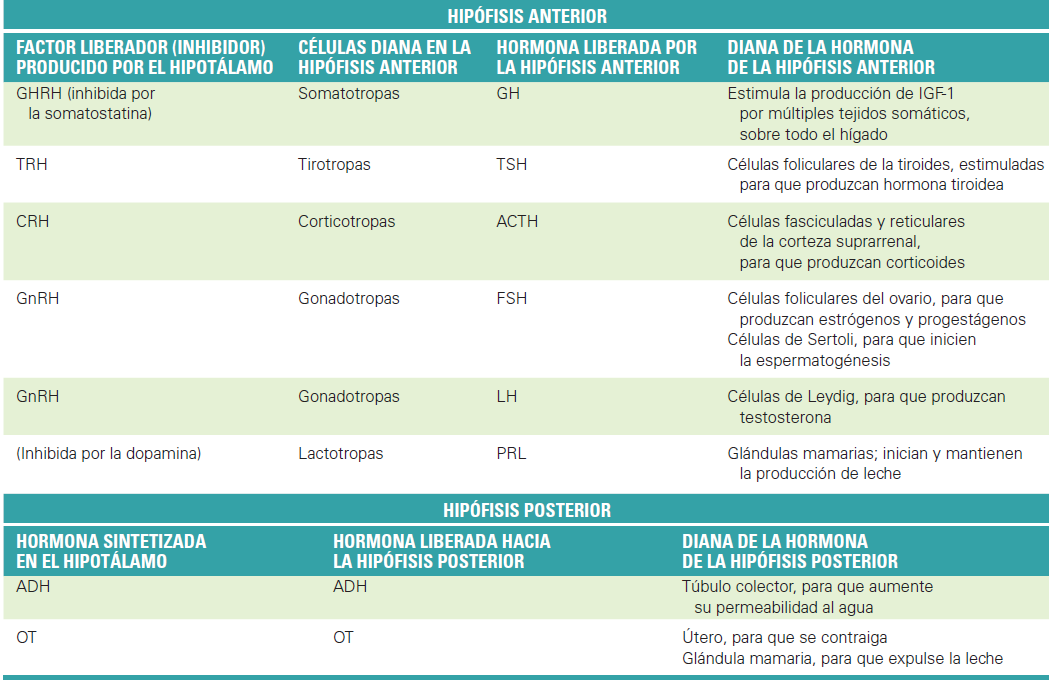 HIPÓFISIS ANTERIOR
FACTOR LIBERADOR (INHIBIDOR)
PRODUCIDO POR EL HIPOTÁLAMO
CÉLULAS DIANA EN LA
HIPÓFISIS ANTERIOR
HORMONA LIBERADA POR
LA HIPÓFISIS ANTERIOR
DIANA DE LA HORMONA
DE LA HIPÓFISIS ANTERIOR
GHRH (inhibida por
la somatostatina)
Somatotropas
GH
Estimula la producción de IGF-1
por múltiples tejidos somáticos,
sobre todo el hígado
TRH
Tirotropas
TSH
Células foliculares de la tiroides, estimuladas
para que produzcan hormona tiroidea
CRH
Corticotropas
ACTH
Células fasciculadas y reticulares
de la corteza suprarrenal,
para que produzcan corticoides
GnRH
Gonadotropas
FSH
Células foliculares del ovario, para que
produzcan estrógenos y progestágenos
Células de Sertoli, para que inicien
la espermatogénesis
GnRH
Gonadotropas
LH
Células de Leydig, para que produzcan
testosterona
(Inhibida por la dopamina)
Lactotropas
PRL
Glándulas mamarias; inician y mantienen
la producción de leche
HIPÓFISIS POSTERIOR
HORMONA SINTETIZADA
EN EL HIPOTÁLAMO
HORMONA LIBERADA HACIA
LA HIPÓFISIS POSTERIOR
DIANA DE LA HORMONA
DE LA HIPÓFISIS POSTERIOR
ADH
ADH
Túbulo colector, para que aumente
su permeabilidad al agua
OT
OT
Útero, para que se contraiga
Glándula mamaria, para que expulse la leche